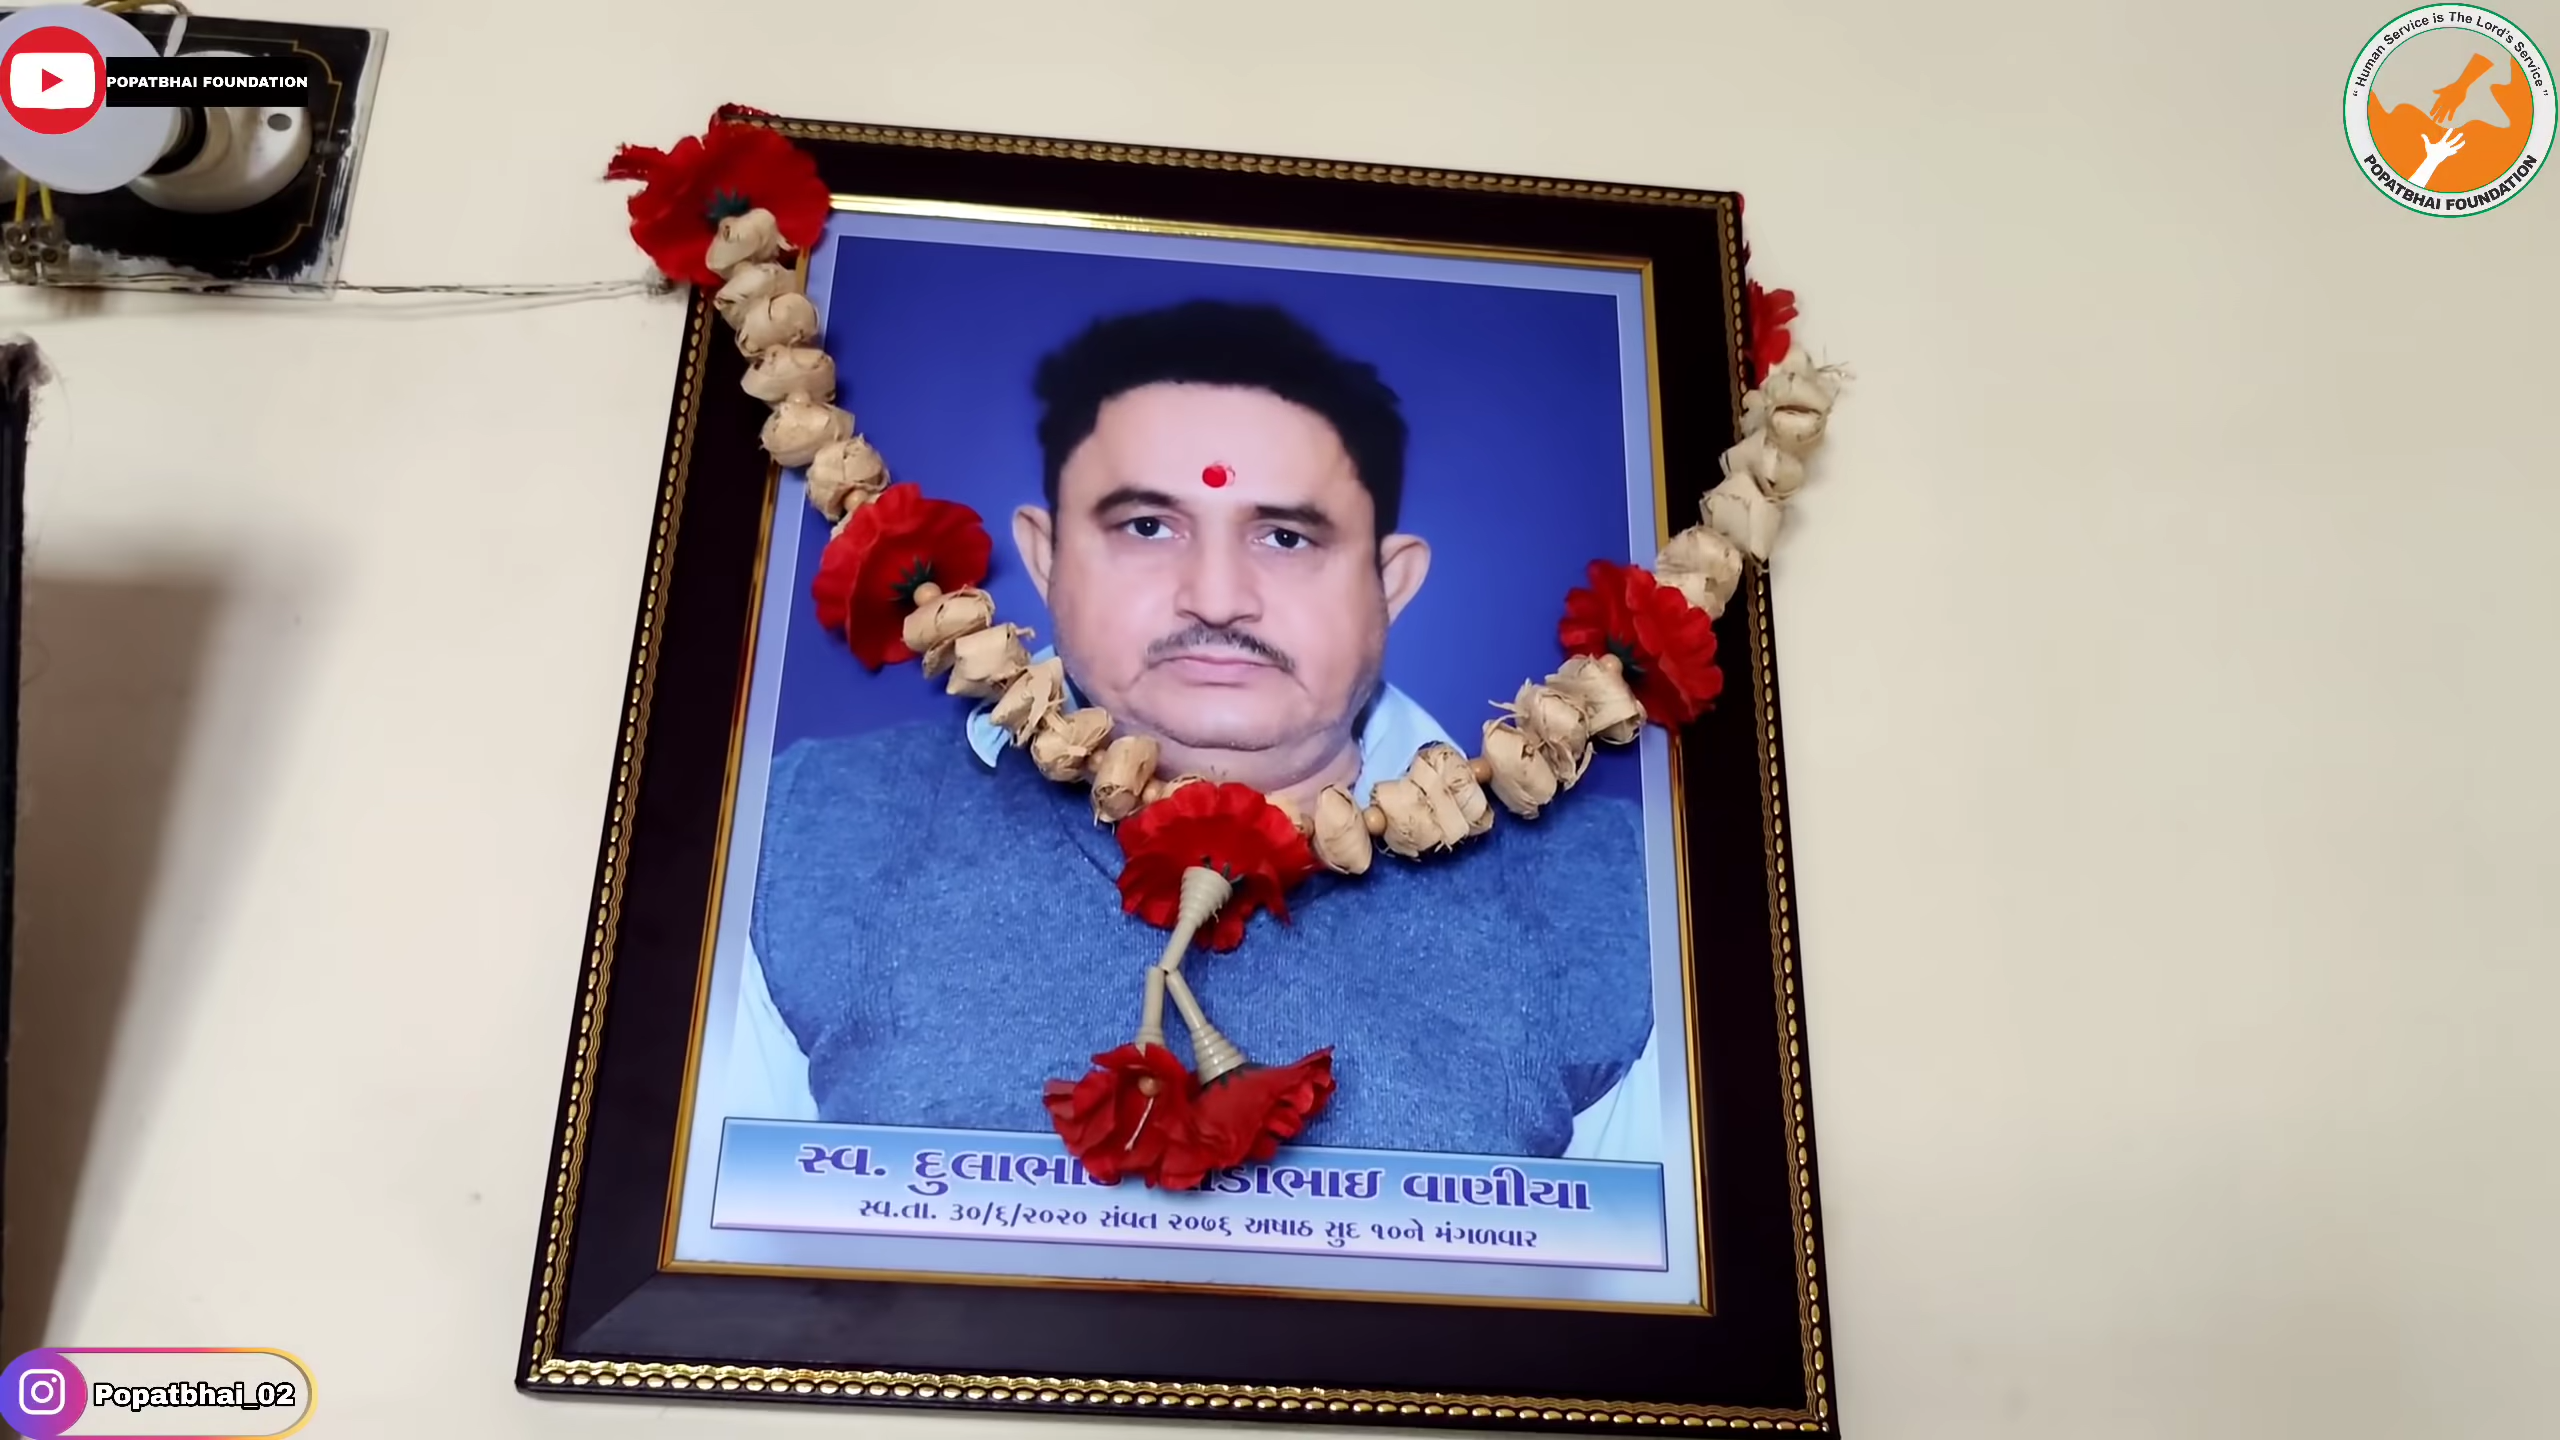 POPATBHAI FOUNDATION
“Human Service is The Lord's Service”
POPATBHAI FOUNDATION
સ્વ. દુલાભાઈ વાણીયા
સ્વ.તા. ૩૦/૬/૨૦૨૦ સંવત ૨૦૭૬ અષાઠ સુદ ૧૦ને મંગળવાર
Popatbhai_02